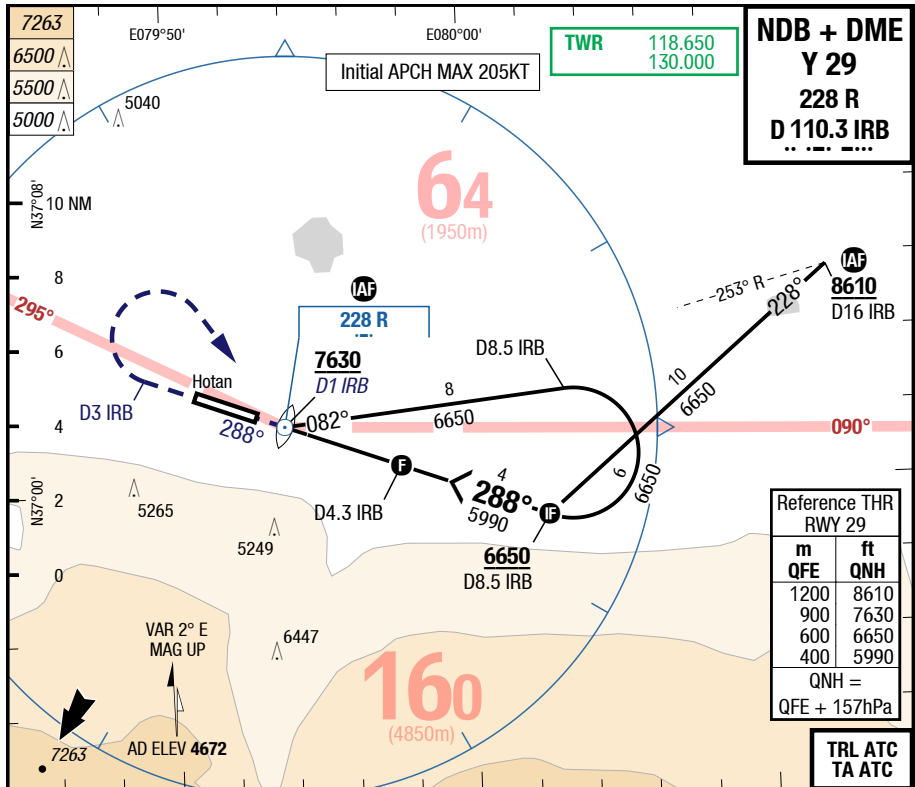 7263
6500
5500
5000
E079°50'
E080°00'
5040
Initial APCH MAX 205KT
TWR 118.650
130.000
NDB + DME
Y 29
228 R
D 110.3 IRB
N37°08'
10 NM
8
6
4
2
0
N37°00'
64
(1950m)
IAF
228 R
295°
Hotan
D3 IRB
288°
7630
D1 IRB
082°
8
6650
D8.5 IRB
253° R
228°
IAF
8610
D16 IRB
10
6650
090°
6
6650
F
D4.3 IRB
4
288°
5990
IF
6650
D8.5 IRB
5265
5249
6447
VAR 2° E
MAG UP
AD ELEV 4672
7263
160
(4850m)
Reference THR
RWY 29
m ft
QFE QNH
1200 8610
900 7630
600 6650
400 5990
QNH =
QFE + 157hPa
TRL ATC
TA ATC